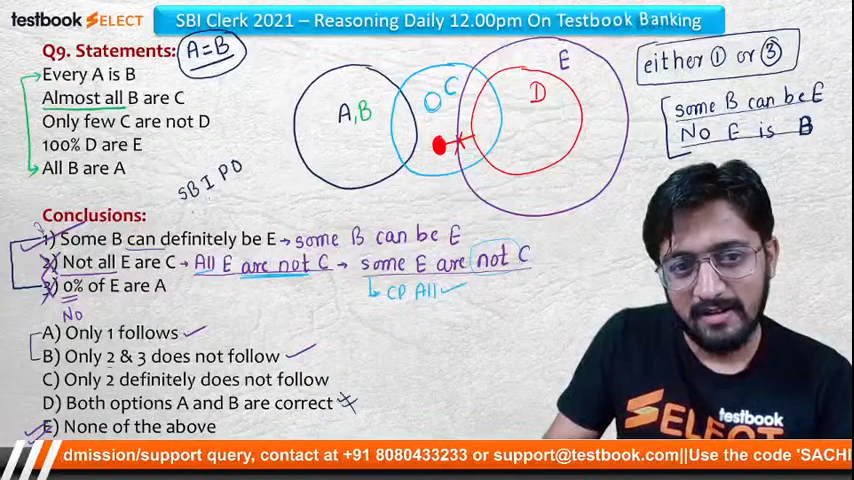 testbook SELECT
SBI Clerk 2021 – Reasoning Daily 12.00pm On Testbook Banking
Q9. Statements:
A=B
Every A is B
Almost all B are C
Only few C are not D
100% D are E
All B are A
SBI PO
A,B
C
D
E
either ① or ③
some B can be E
No E is B
Conclusions:
1) Some B can definitely be E → some B can be E
2) Not all E are C → All E are not C → some E are not C
CP All ✓
3) 0% of E are A
No
A) Only 1 follows
B) Only 2 & 3 does not follow
C) Only 2 definitely does not follow
D) Both options A and B are correct
E) None of the above
testbook
SELECT
dmission/support query, contact at +91 8080433233 or support@testbook.com||Use the code 'SACHI